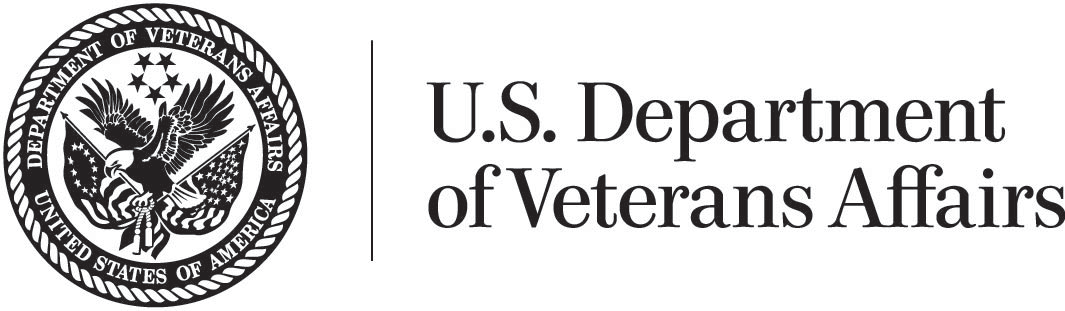 DEPARTMENT OF VETERANS AFFAIRS
UNITED STATES OF AMERICA
U.S. Department
of Veterans Affairs